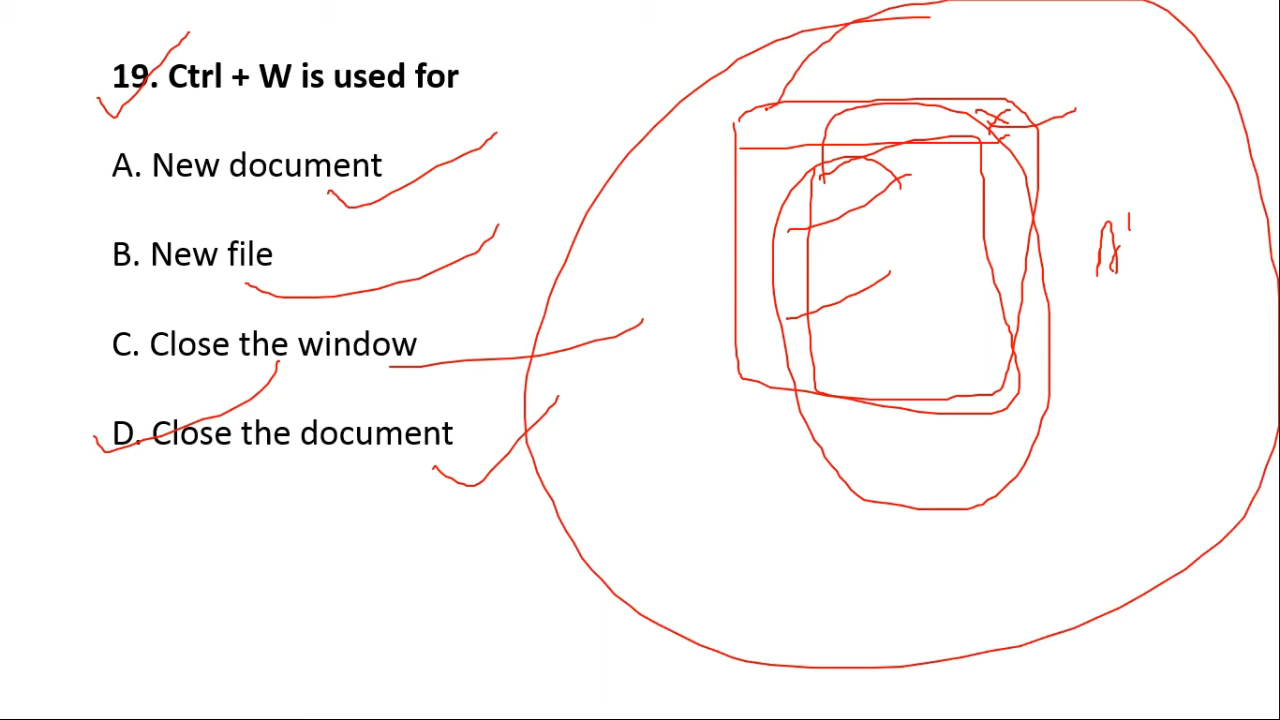 19. Ctrl + W is used for
A. New document
B. New file
C. Close the window
D. Close the document